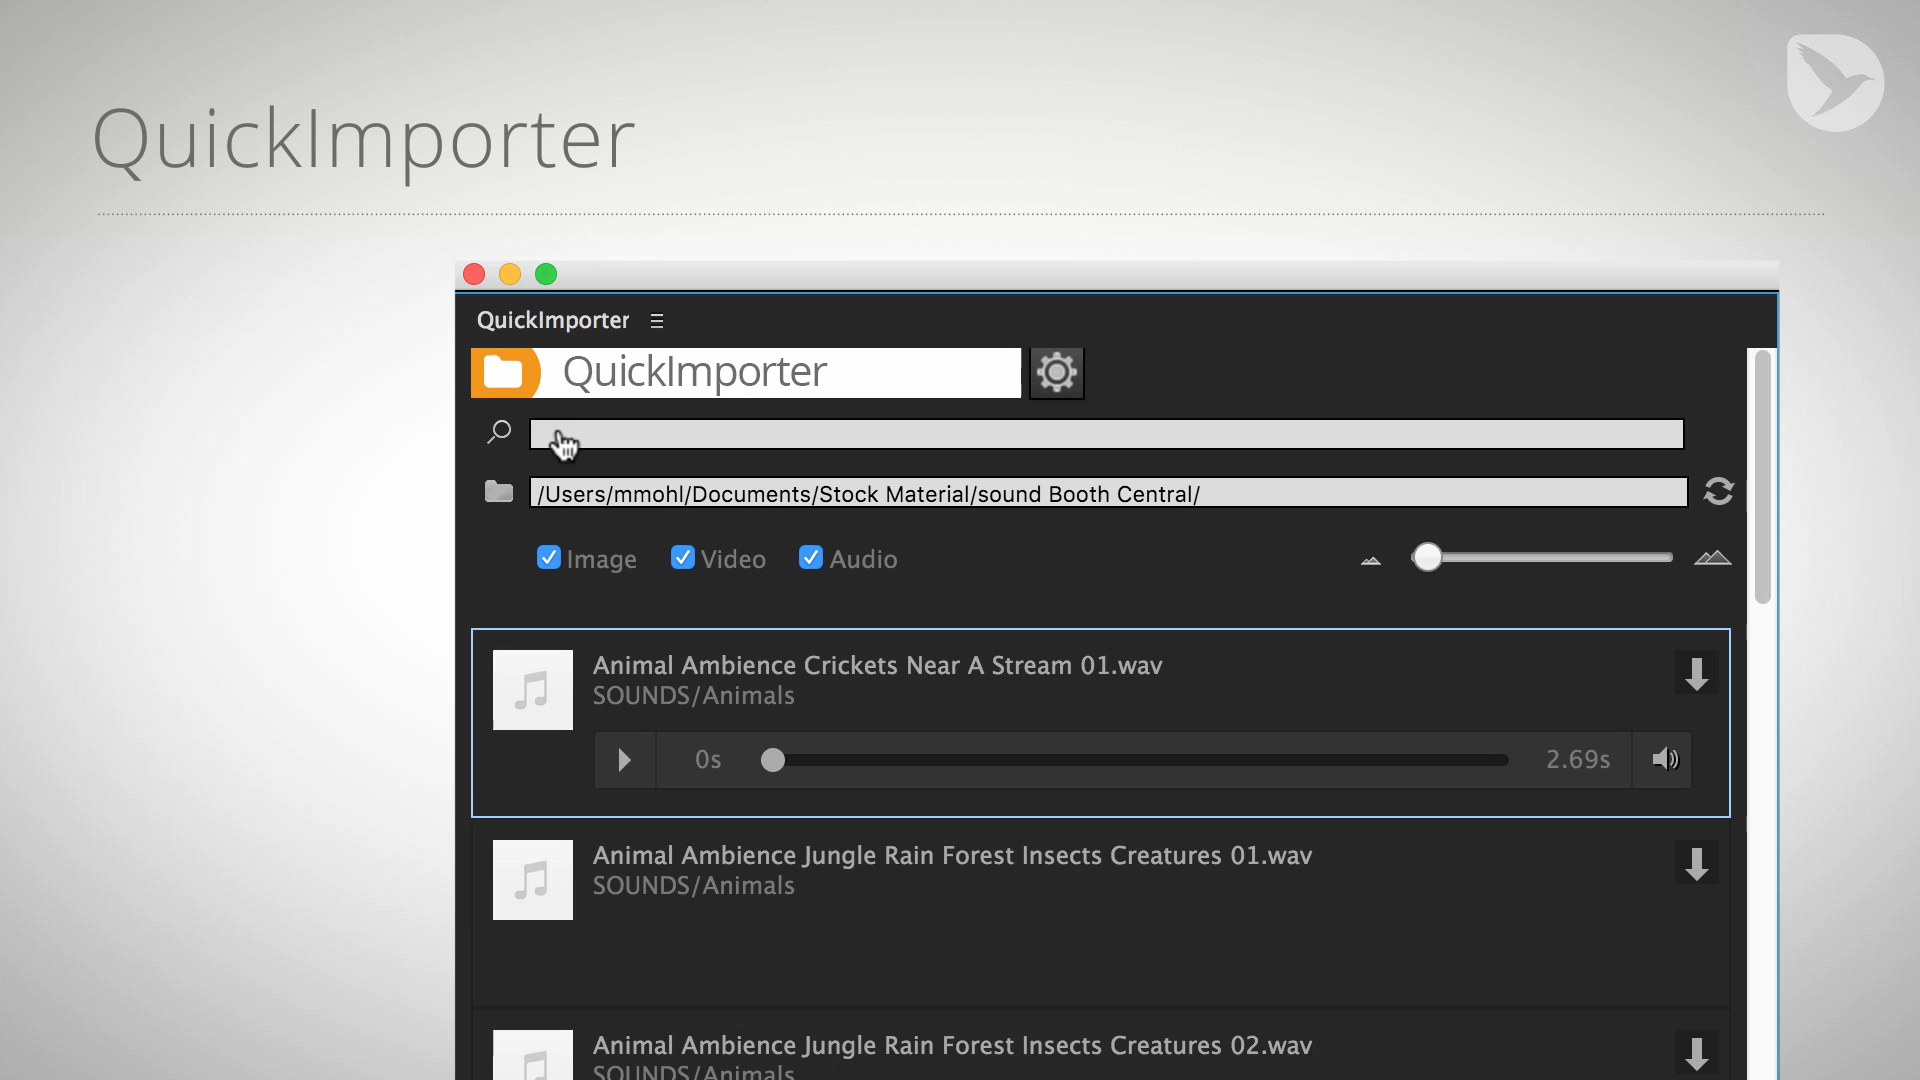 QuickImporter
QuickImporter
QuickImporter
/Users/mmohl/Documents/Stock Material/sound Booth Central/
Image Video Audio
Animal Ambience Crickets Near A Stream 01.wav
SOUNDS/Animals
0s 2.69s
Animal Ambience Jungle Rain Forest Insects Creatures 01.wav
SOUNDS/Animals
Animal Ambience Jungle Rain Forest Insects Creatures 02.wav
SOUNDS/Animals